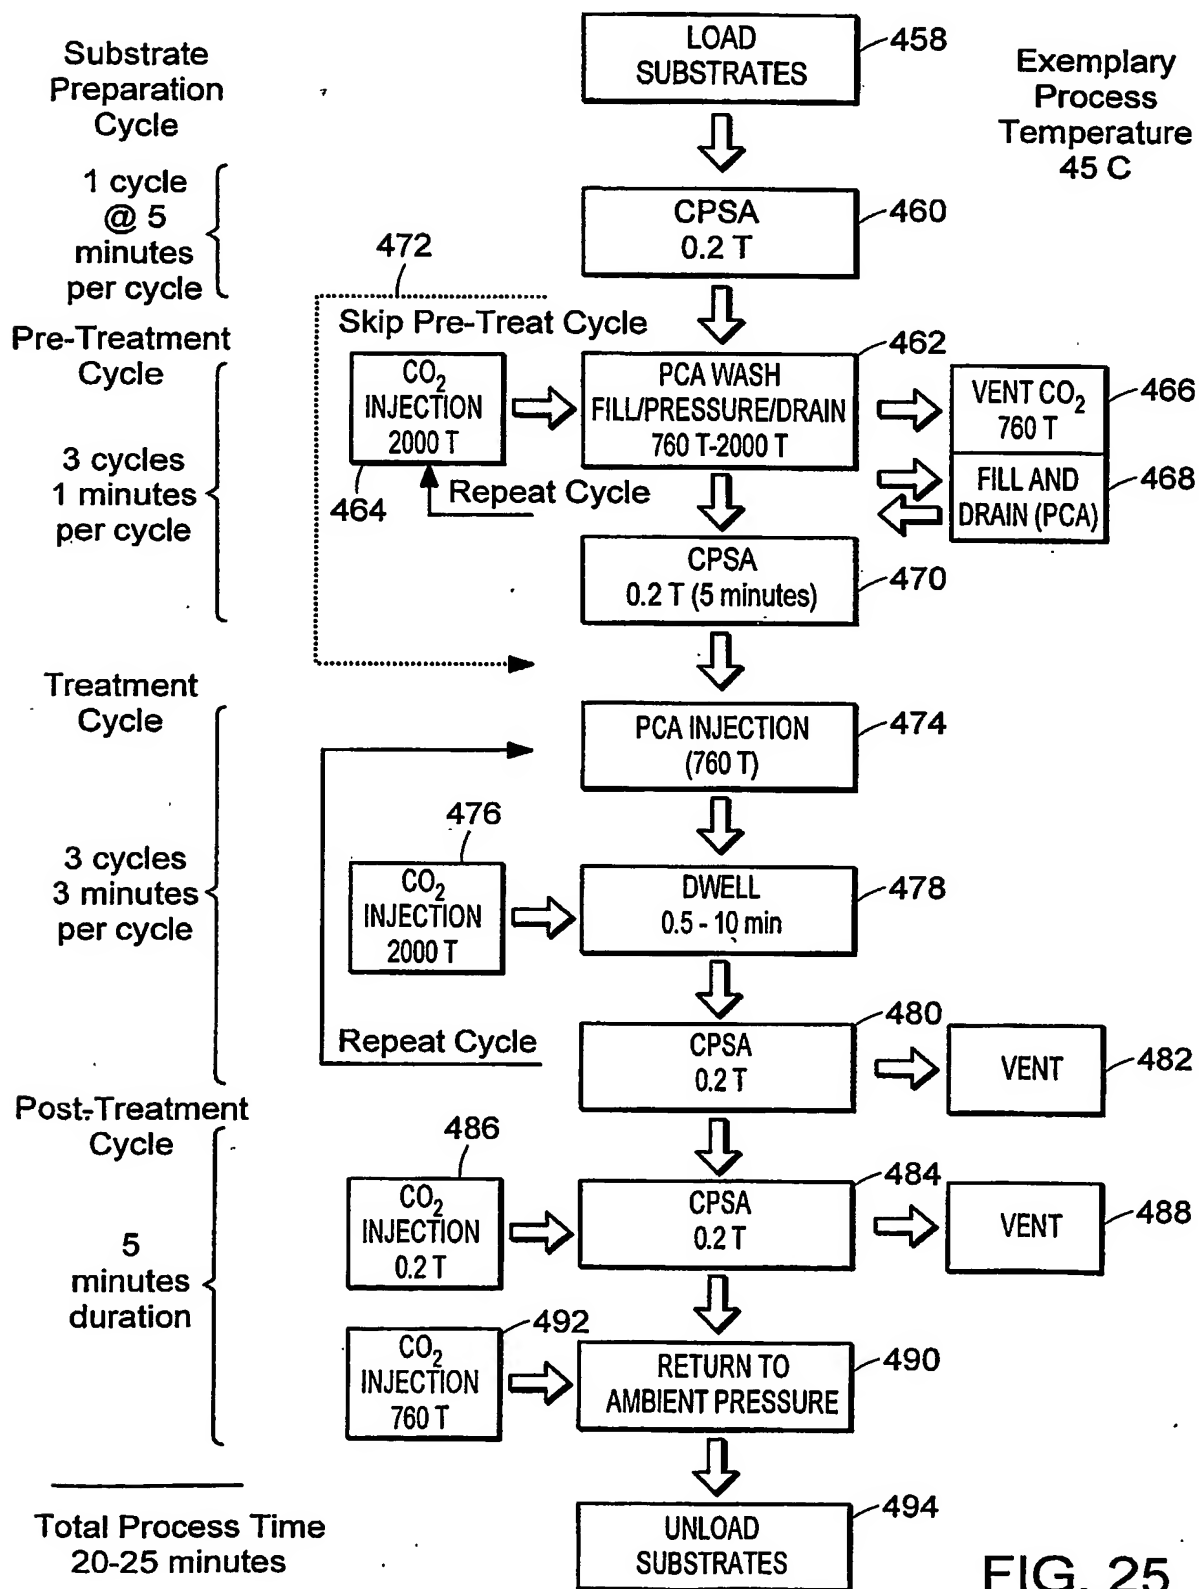 LOAD
SUBSTRATES
458
Substrate
Preparation
Cycle
Exemplary
Process
Temperature
45 C
1 cycle
@ 5
minutes
per cycle
CPSA
0.2 T
460
472
Skip Pre-Treat Cycle
Pre-Treatment
Cycle
3 cycles
1 minutes
per cycle
CO2
INJECTION
2000 T
464
Repeat Cycle
PCA WASH
FILL/PRESSURE/DRAIN
760 T-2000 T
462
VENT CO2
760 T
466
FILL AND
DRAIN (PCA)
468
CPSA
0.2 T (5 minutes)
470
Treatment
Cycle
PCA INJECTION
(760 T)
474
3 cycles
3 minutes
per cycle
476
CO2
INJECTION
2000 T
DWELL
0.5 - 10 min
478
Repeat Cycle
CPSA
0.2 T
480
VENT
482
Post-Treatment
Cycle
5
minutes
duration
486
CO2
INJECTION
0.2 T
CPSA
0.2 T
484
VENT
488
CO2
INJECTION
760 T
492
RETURN TO
AMBIENT PRESSURE
490
Total Process Time
20-25 minutes
UNLOAD
SUBSTRATES
494
FIG. 25